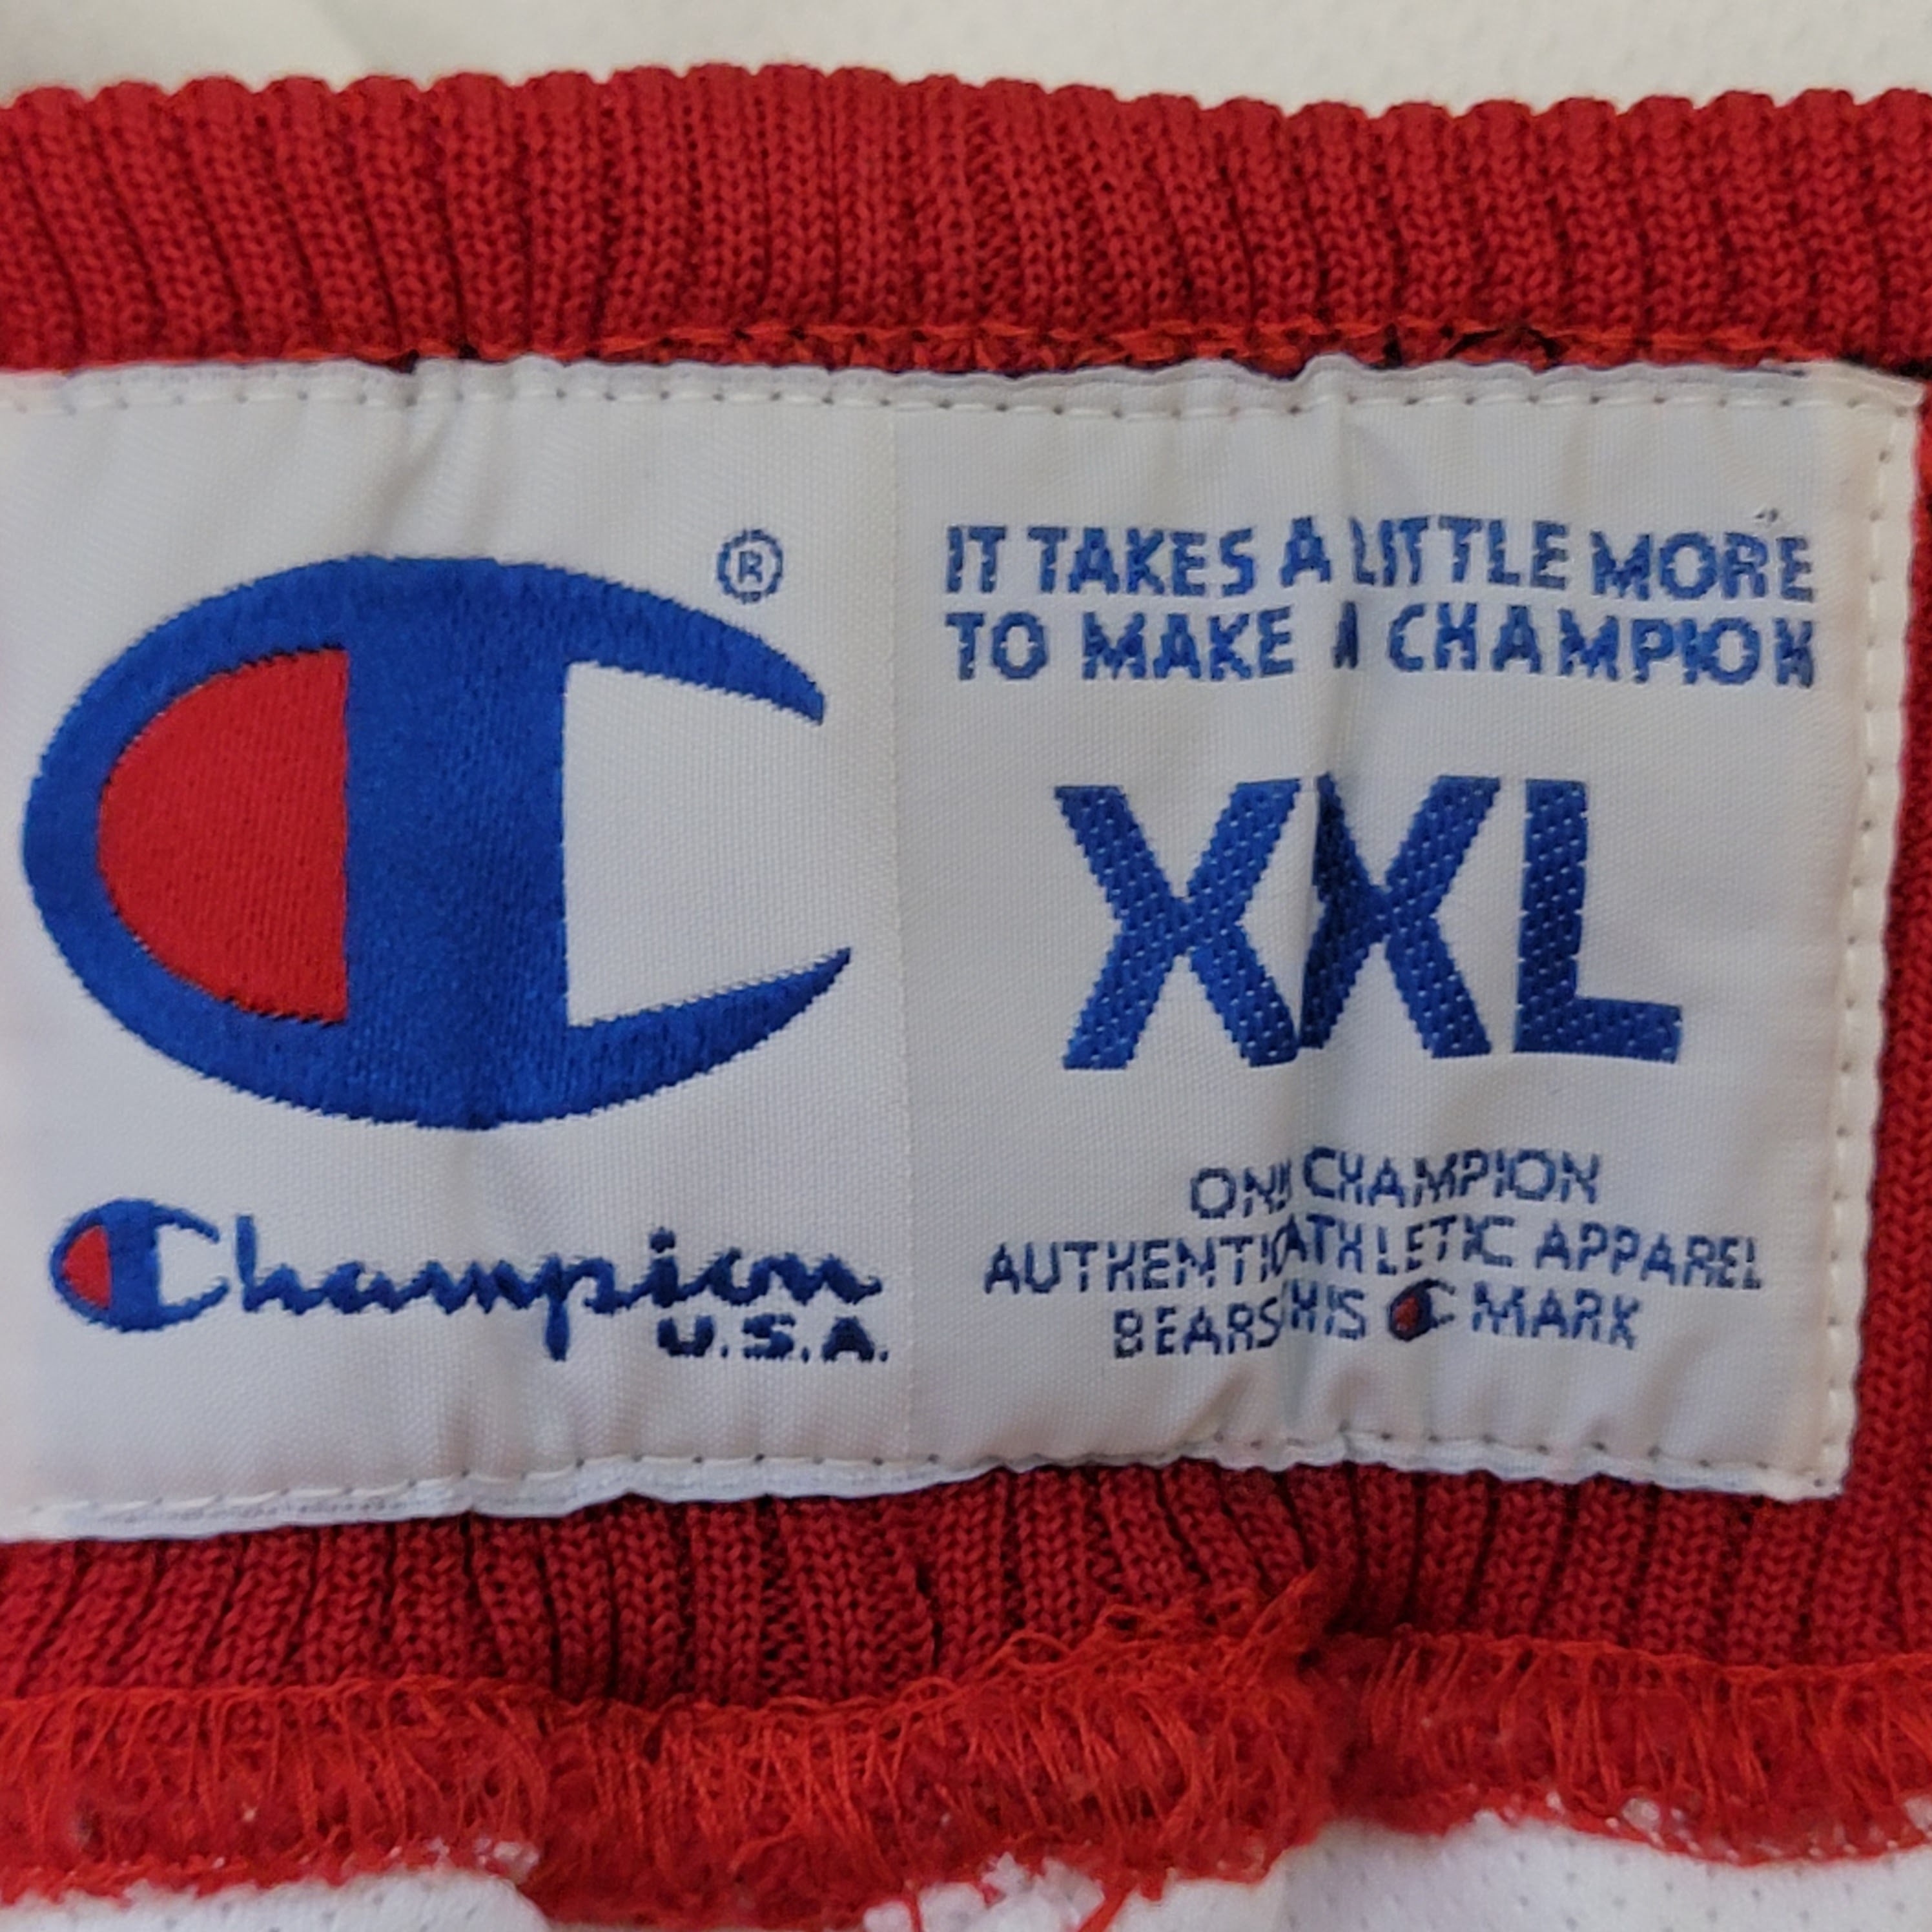 ®
Champion
U.S.A.
IT TAKES A LITTLE MORE
TO MAKE A CHAMPION
XXL
ONLY CHAMPION
AUTHENTIC ATHLETIC APPAREL
BEARS THIS C MARK